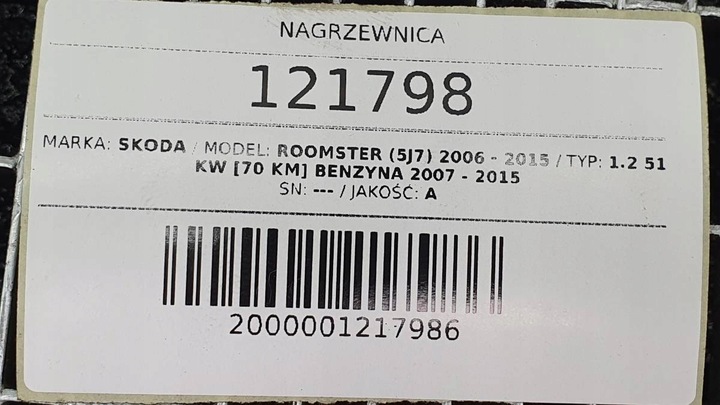 NAGRZEWNICA
121798
MARKA: SKODA / MODEL: ROOMSTER (5J7) 2006 - 2015 / TYP: 1.2 51
KW [70 KM] BENZYNA 2007 - 2015
SN: --- / JAKOŚĆ: A
2000001217986